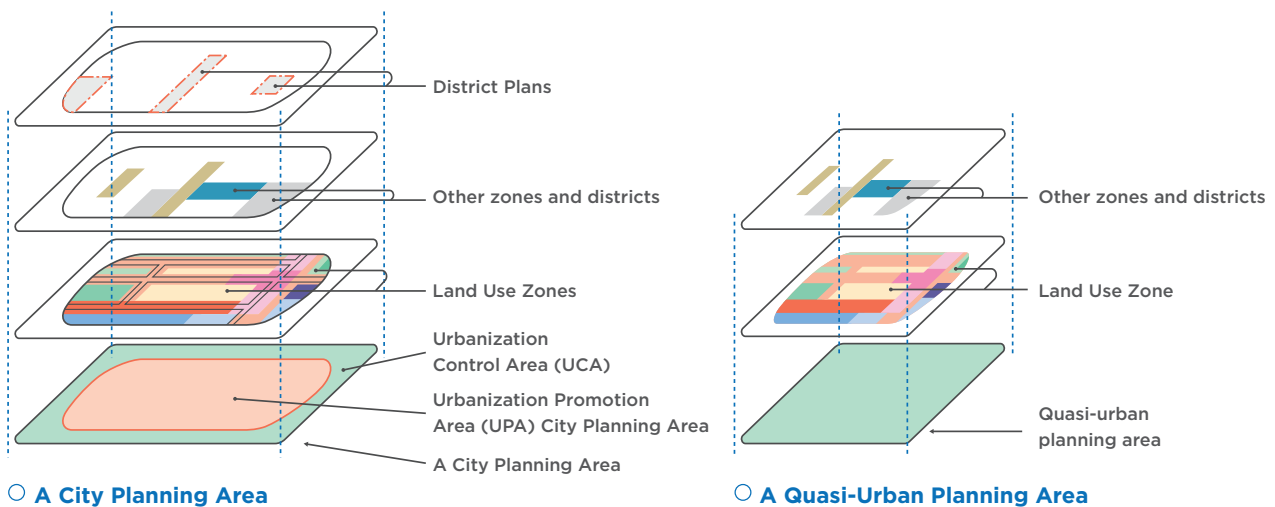 District Plans
Other zones and districts
Land Use Zones
Urbanization
Control Area (UCA)
Urbanization Promotion
Area (UPA) City Planning Area
A City Planning Area
A City Planning Area
Other zones and districts
Land Use Zone
Quasi-urban
planning area
A Quasi-Urban Planning Area